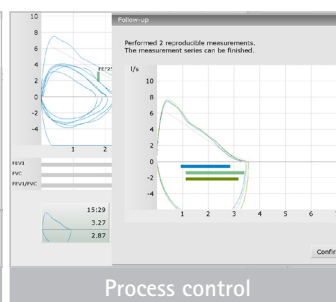 Follow-up
Performed 2 reproducible measurements.
The measurement series can be finished.
10
8
6
4
2
0
-2
-4
1 2
FEF25
FEV1
FVC
FEV1/FVC
15:29
3.27
2.87
l/s
10
8
6
4
2
0
-2
-4
1 2 3 4 5 6 7
Confir
Process control